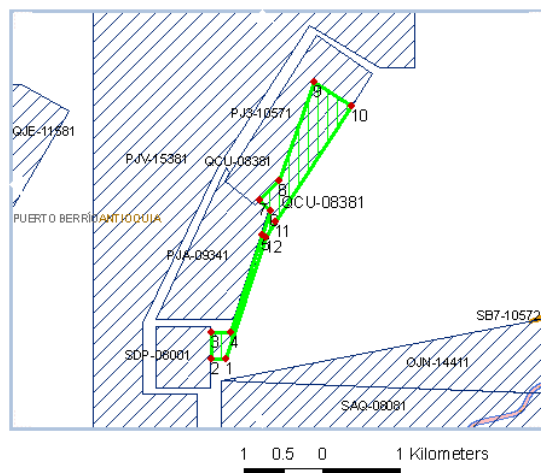 9
10
PJ3-10571
QJE-11581
PJV-15381
QCU-08381
8
7
QCU-08381
11
PUERTO BERRIO ANTIOQUIA
12
PJA-09341
SB7-10572
3
4
SDP-08001
OJN-14411
2
1
SAQ-08081
1 0.5 0 1 Kilometers